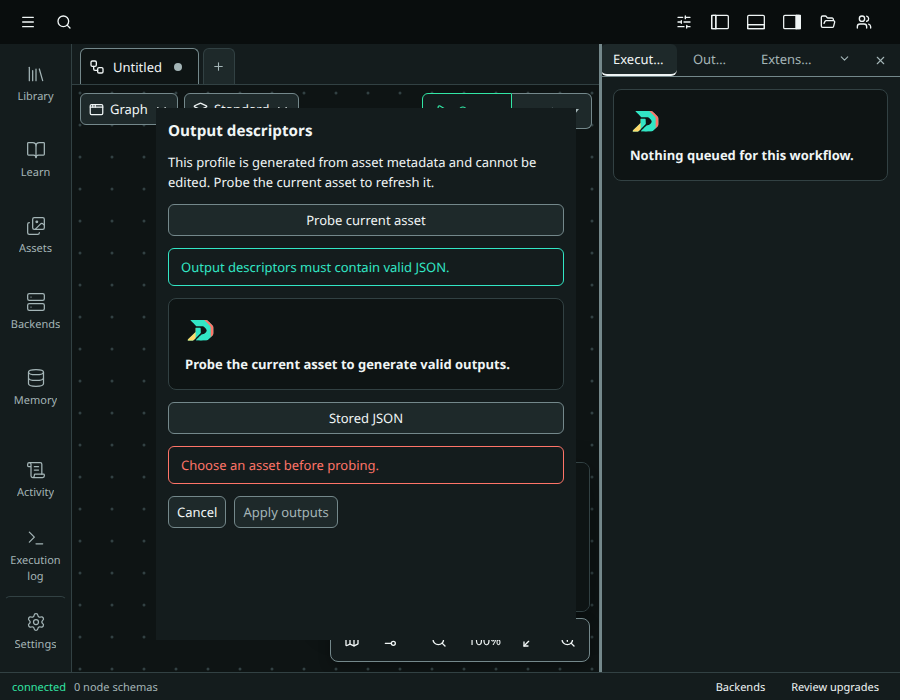 Untitled
+
Execut...
Out...
Extens...
Library
Learn
Assets
Backends
Memory
Activity
Execution
log
Settings
Graph
Standard
Output descriptors
This profile is generated from asset metadata and cannot be
edited. Probe the current asset to refresh it.
Probe current asset
Output descriptors must contain valid JSON.
Probe the current asset to generate valid outputs.
Stored JSON
Choose an asset before probing.
Cancel
Apply outputs
100%
Nothing queued for this workflow.
connected
0 node schemas
Backends
Review upgrades